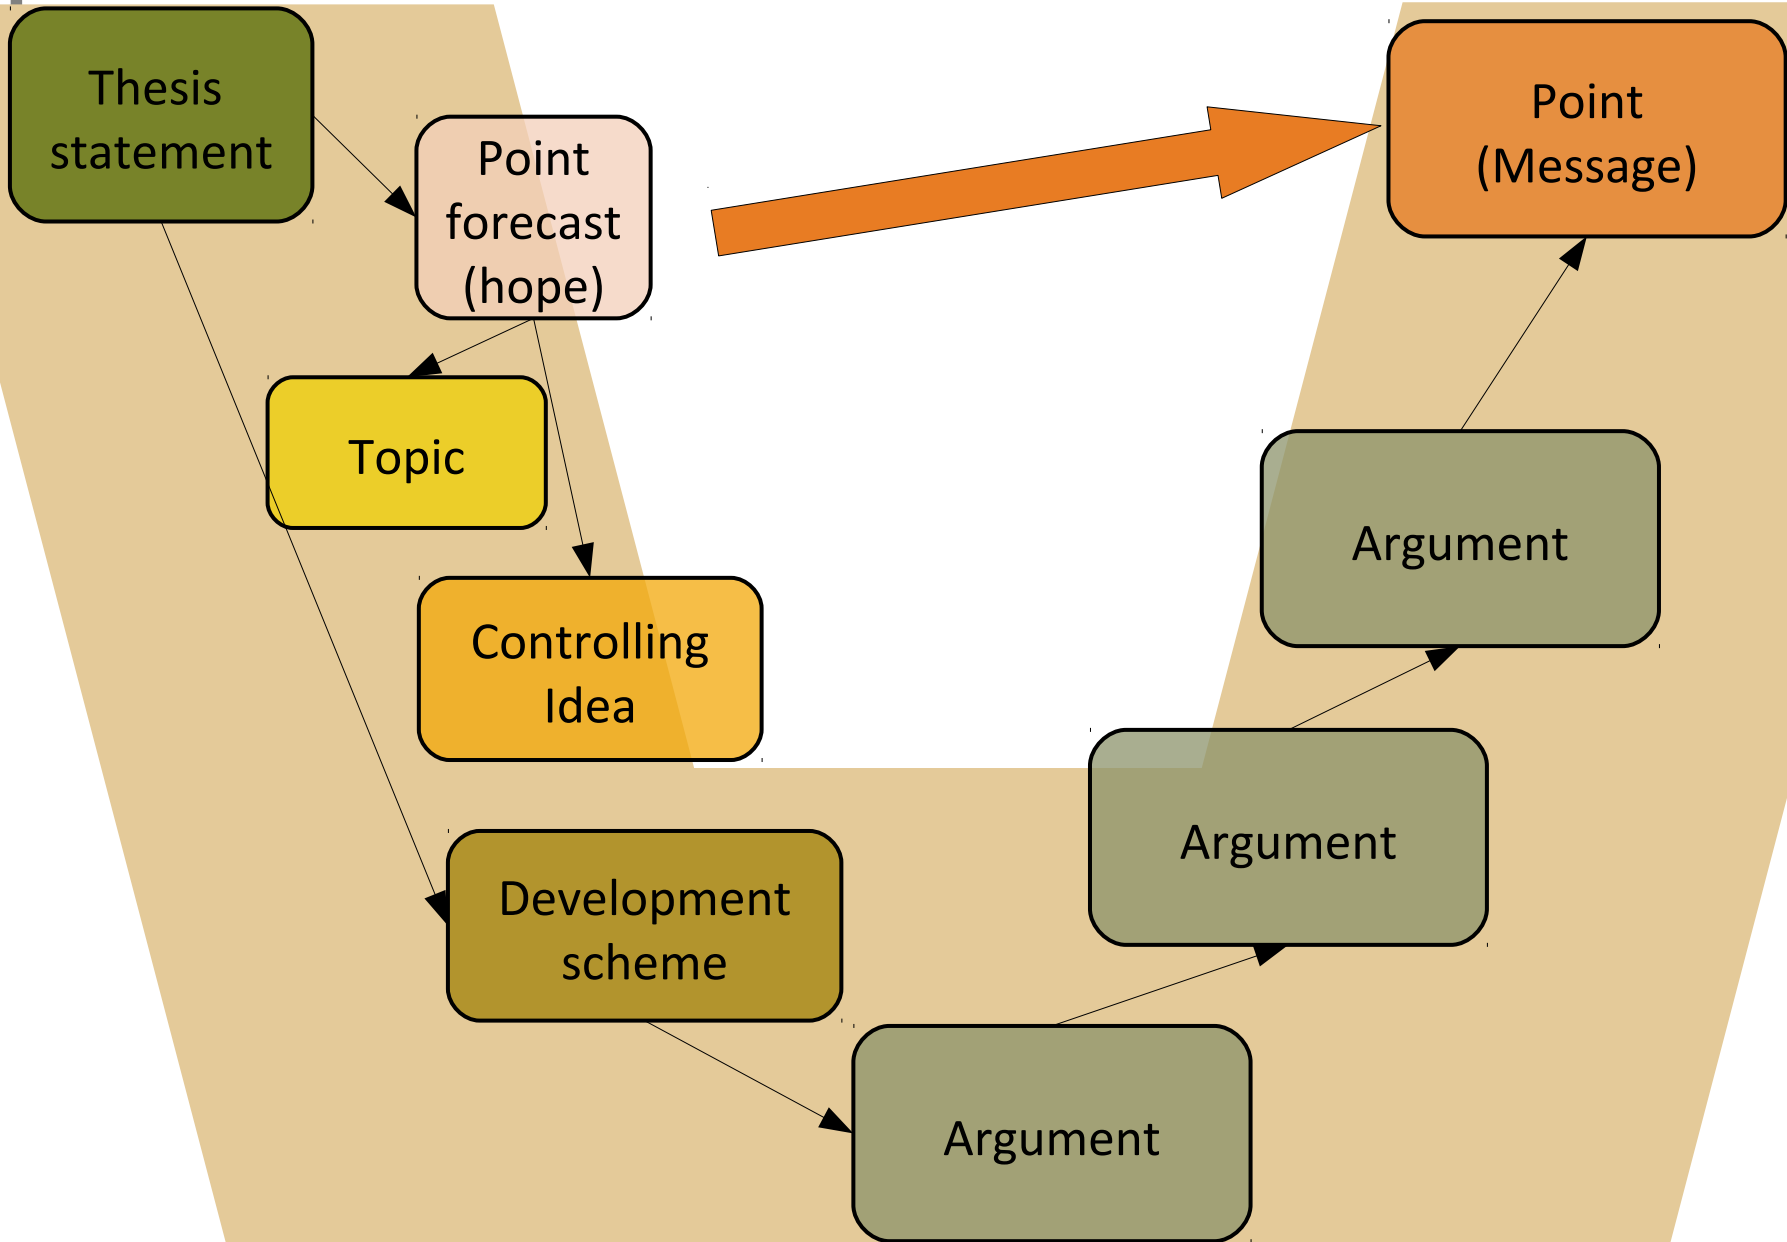 Thesis
statement
Point
forecast
(hope)
Topic
Controlling
Idea
Development
scheme
Argument
Argument
Argument
Point
(Message)